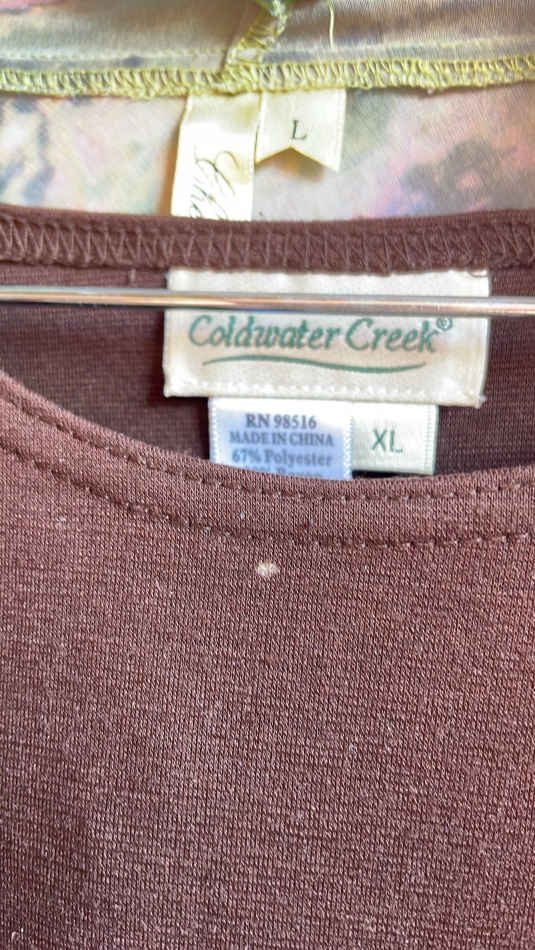 L
Coldwater Creek®
RN 98516
MADE IN CHINA
67% Polyester
XL